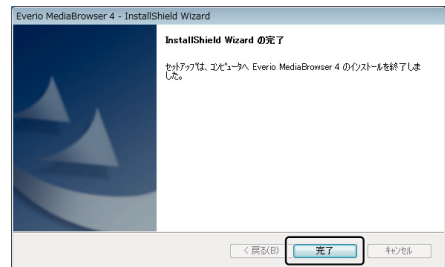 Everio MediaBrowser 4 - InstallShield Wizard
InstallShield Wizard の完了
セットアップは、コンピュータへ Everio MediaBrowser 4 のインストールを終了しま
した。
< 戻る(B)
完了
キャンセル